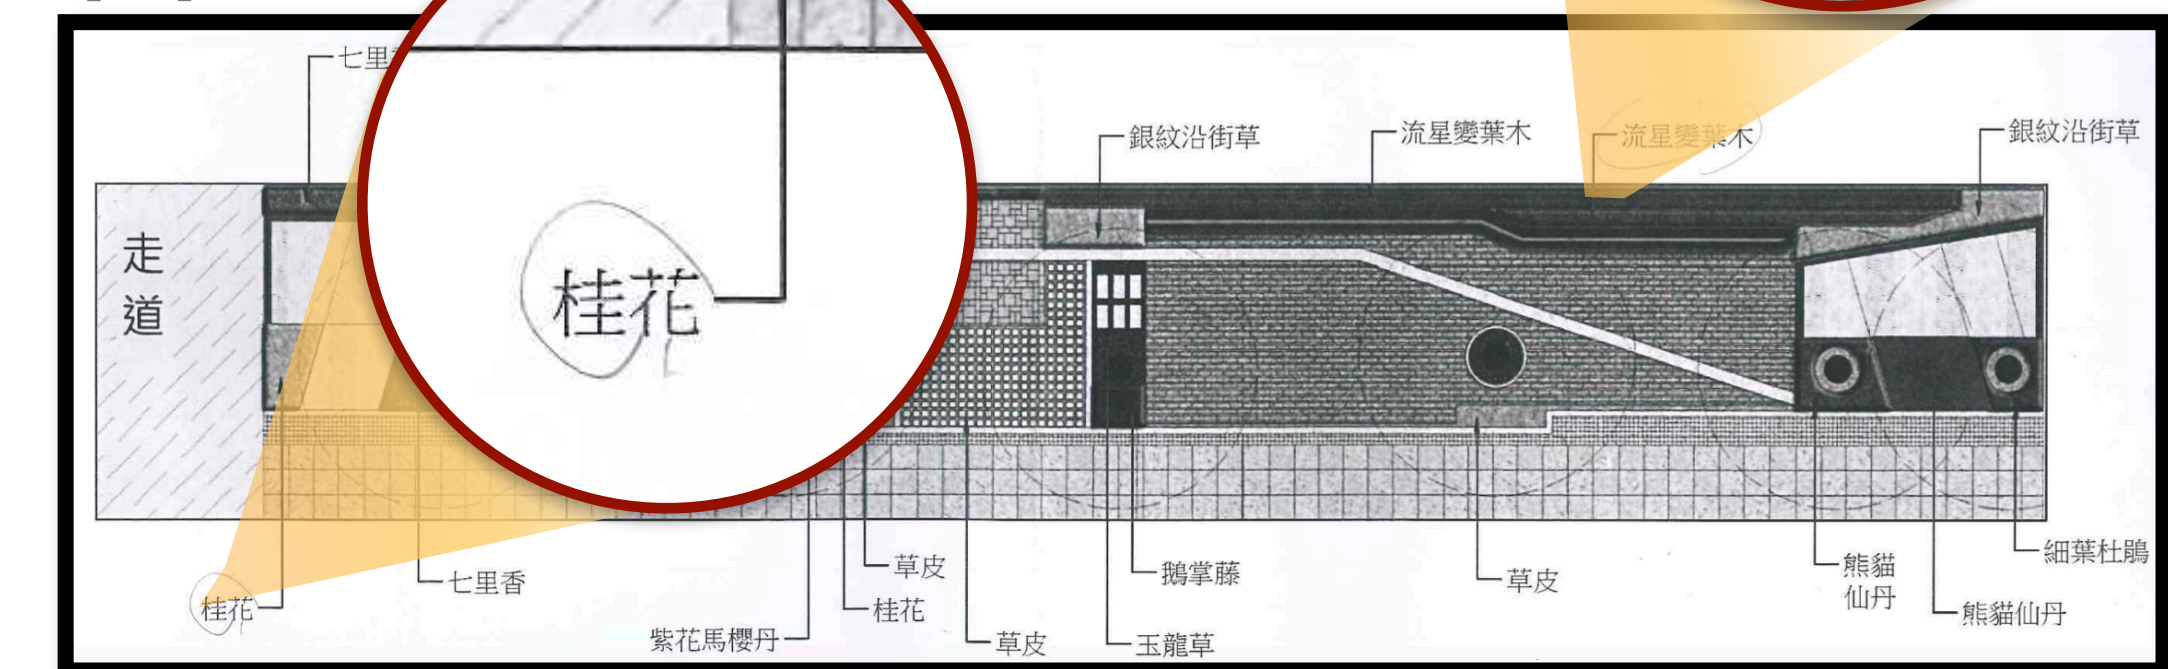 七里
銀紋沿街草
流星變葉木
流星變葉木
銀紋沿街草
走
道
桂花
桂花
七里香
紫花馬櫻丹
桂花
草皮
草皮
玉龍草
鵝掌藤
草皮
熊貓
仙丹
熊貓仙丹
細葉杜鵑